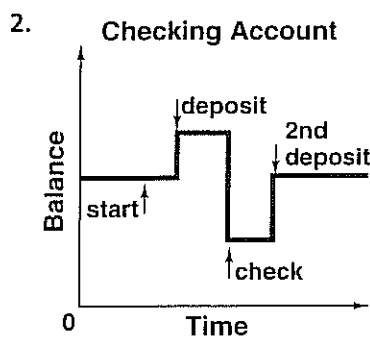 2.
Checking Account
deposit
2nd
deposit
Balance
start
check
0
Time